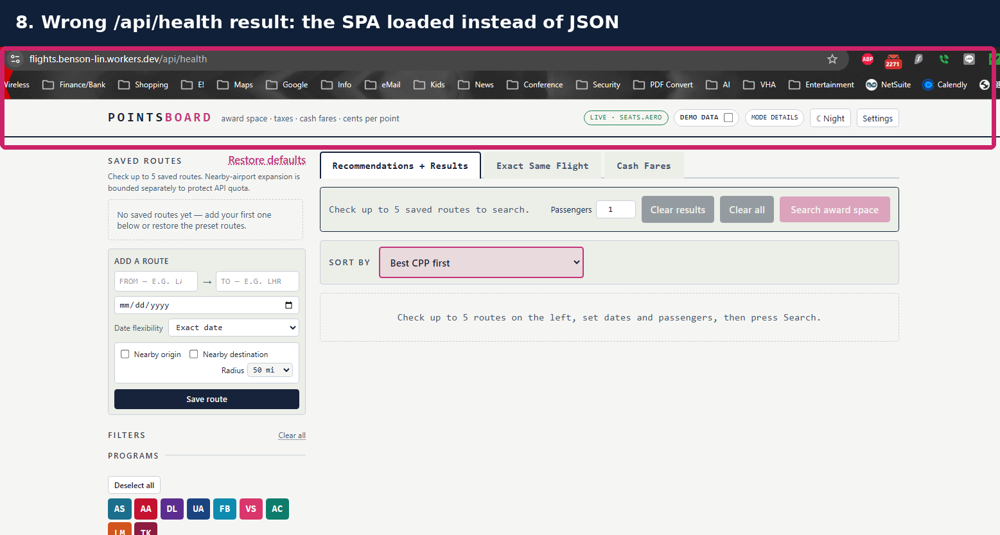 8. Wrong /api/health result: the SPA loaded instead of JSON
flights.benson-lin.workers.dev/api/health
ABP
2271
Finance/Bank Shopping E! Maps Google Info eMail Kids News Conference Security PDF Convert AI VHA Entertainment NetSuite Calendly
POINTSBOARD award space · taxes · cash fares · cents per point LIVE · SEATS.AERO DEMO DATA MODE DETAILS ☾ Night Settings
SAVED ROUTES Restore defaults
Check up to 5 saved routes. Nearby-airport expansion is
bounded separately to protect API quota.
No saved routes yet — add your first one
below or restore the preset routes.
ADD A ROUTE
FROM — E.G. LA → TO — E.G. LHR
mm/dd/yyyy
Date flexibility Exact date
Nearby origin Nearby destination
Radius 50 mi
Save route
FILTERS Clear all
PROGRAMS
Deselect all
AS AA DL UA FB VS AC
LM TK
Recommendations + Results Exact Same Flight Cash Fares
Check up to 5 saved routes to search. Passengers 1 Clear results Clear all Search award space
SORT BY Best CPP first
Check up to 5 routes on the left, set dates and passengers, then press Search.